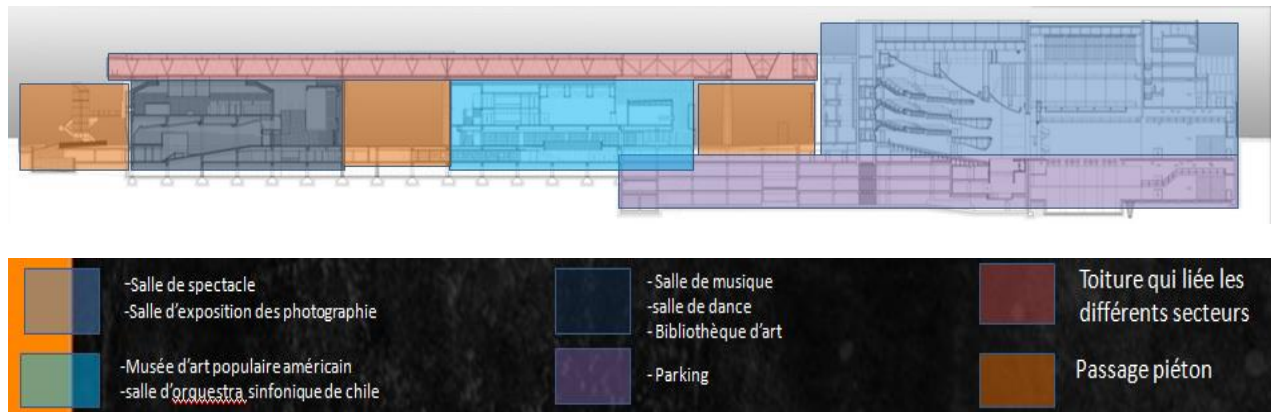 -Salle de spectacle
-Salle d'exposition des photographie
-Musée d'art populaire américain
-salle d'orquestra sinfonique de chile
- Salle de musique
-salle de dance
- Bibliothèque d'art
- Parking
Toiture qui liée les
différents secteurs
Passage piéton